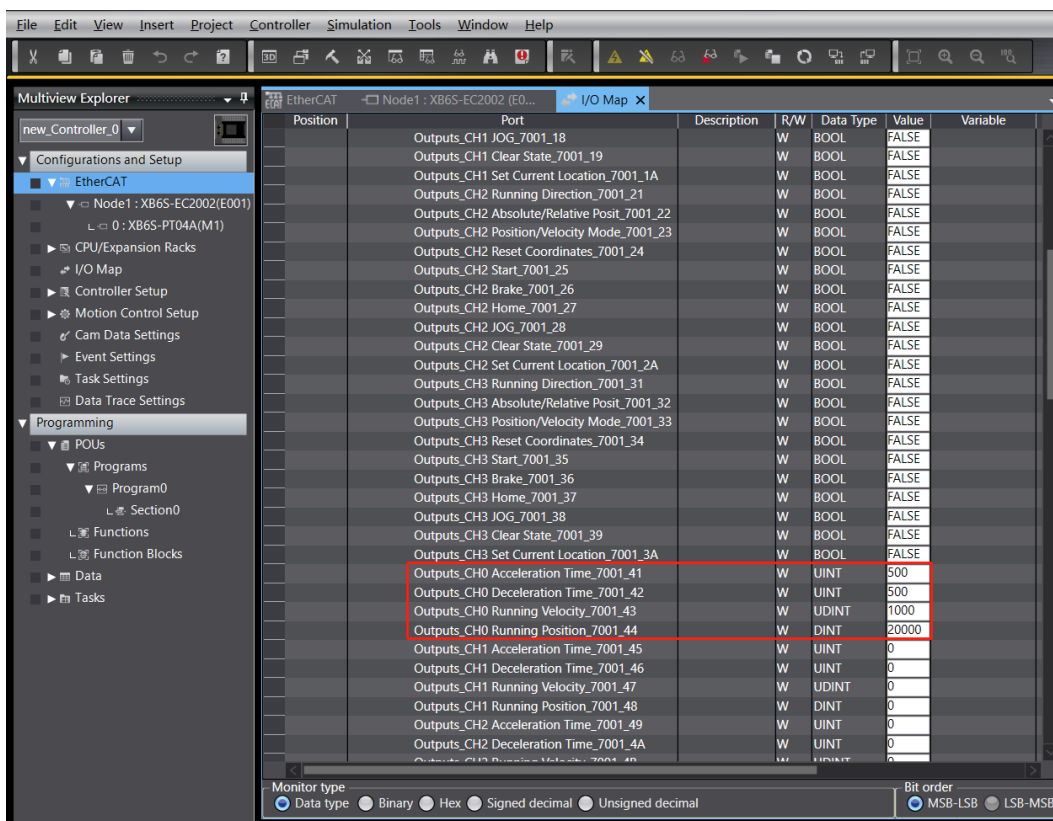 File Edit View Insert Project Controller Simulation Tools Window Help
Multiview Explorer
new_Controller_0
Configurations and Setup
EtherCAT
Node1 : XB6S-EC2002(E001)
0 : XB6S-PT04A(M1)
CPU/Expansion Racks
I/O Map
Controller Setup
Motion Control Setup
Cam Data Settings
Event Settings
Task Settings
Data Trace Settings
Programming
POUs
Programs
Program0
Section0
Functions
Function Blocks
Data
Tasks
EtherCAT Node1 : XB6S-EC2002 (E0... I/O Map
Position Port Description R/W Data Type Value Variable
Outputs_CH1 JOG_7001_18 W BOOL FALSE
Outputs_CH1 Clear State_7001_19 W BOOL FALSE
Outputs_CH1 Set Current Location_7001_1A W BOOL FALSE
Outputs_CH2 Running Direction_7001_21 W BOOL FALSE
Outputs_CH2 Absolute/Relative Posit_7001_22 W BOOL FALSE
Outputs_CH2 Position/Velocity Mode_7001_23 W BOOL FALSE
Outputs_CH2 Reset Coordinates_7001_24 W BOOL FALSE
Outputs_CH2 Start_7001_25 W BOOL FALSE
Outputs_CH2 Brake_7001_26 W BOOL FALSE
Outputs_CH2 Home_7001_27 W BOOL FALSE
Outputs_CH2 JOG_7001_28 W BOOL FALSE
Outputs_CH2 Clear State_7001_29 W BOOL FALSE
Outputs_CH2 Set Current Location_7001_2A W BOOL FALSE
Outputs_CH3 Running Direction_7001_31 W BOOL FALSE
Outputs_CH3 Absolute/Relative Posit_7001_32 W BOOL FALSE
Outputs_CH3 Position/Velocity Mode_7001_33 W BOOL FALSE
Outputs_CH3 Reset Coordinates_7001_34 W BOOL FALSE
Outputs_CH3 Start_7001_35 W BOOL FALSE
Outputs_CH3 Brake_7001_36 W BOOL FALSE
Outputs_CH3 Home_7001_37 W BOOL FALSE
Outputs_CH3 JOG_7001_38 W BOOL FALSE
Outputs_CH3 Clear State_7001_39 W BOOL FALSE
Outputs_CH3 Set Current Location_7001_3A W BOOL FALSE
Outputs_CH0 Acceleration Time_7001_41 W UINT 500
Outputs_CH0 Deceleration Time_7001_42 W UINT 500
Outputs_CH0 Running Velocity_7001_43 W UDINT 1000
Outputs_CH0 Running Position_7001_44 W DINT 20000
Outputs_CH1 Acceleration Time_7001_45 W UINT 0
Outputs_CH1 Deceleration Time_7001_46 W UINT 0
Outputs_CH1 Running Velocity_7001_47 W UDINT 0
Outputs_CH1 Running Position_7001_48 W DINT 0
Outputs_CH2 Acceleration Time_7001_49 W UINT 0
Outputs_CH2 Deceleration Time_7001_4A W UINT 0
Monitor type
Data type Binary Hex Signed decimal Unsigned decimal
Bit order
MSB-LSB LSB-MSB